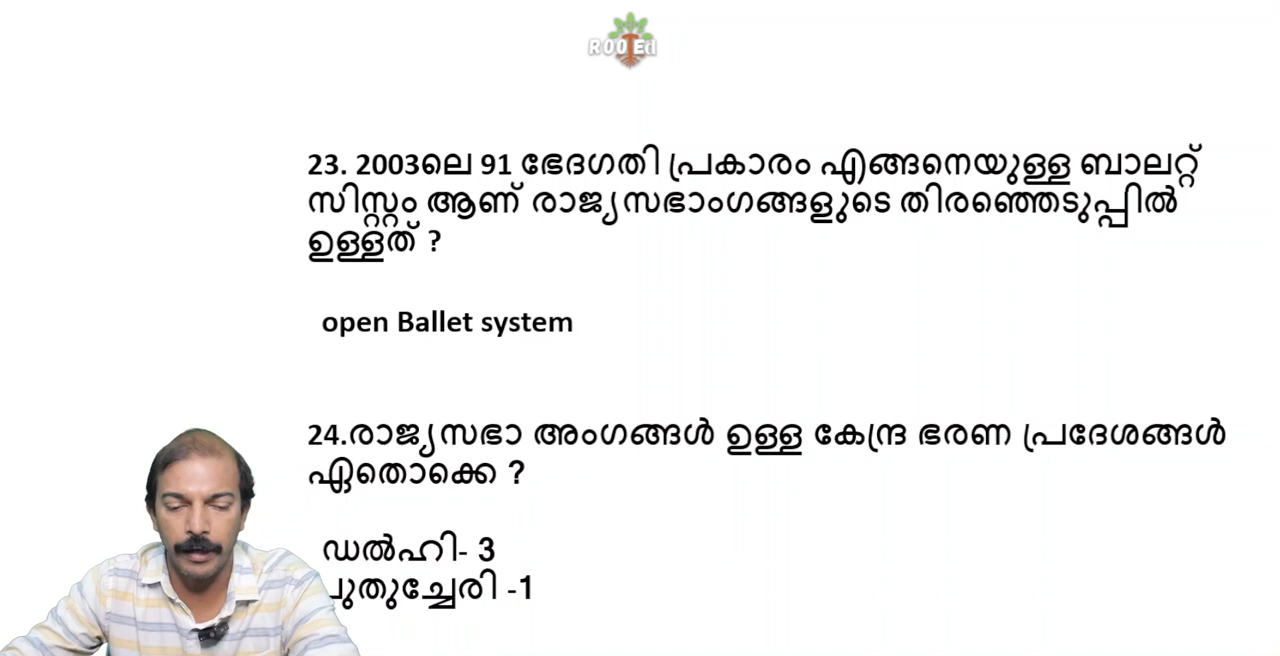 ROOTEd
23. 2003ലെ 91 ഭേദഗതി പ്രകാരം എങ്ങനെയുള്ള ബാലറ്റ്
സിസ്റ്റം ആണ് രാജ്യസഭാംഗങ്ങളുടെ തിരഞ്ഞെടുപ്പിൽ
ഉള്ളത് ?
open Ballet system
24.രാജ്യസഭാ അംഗങ്ങൾ ഉള്ള കേന്ദ്ര ഭരണ പ്രദേശങ്ങൾ
ഏതൊക്കെ ?
ഡൽഹി- 3
പുതുച്ചേരി -1